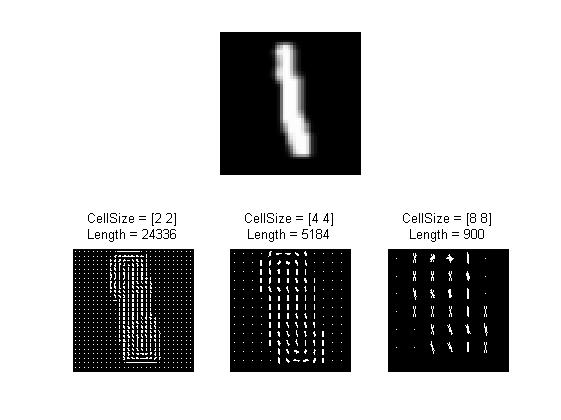 CellSize = [2 2]
Length = 24336
CellSize = [4 4]
Length = 5184
CellSize = [8 8]
Length = 900